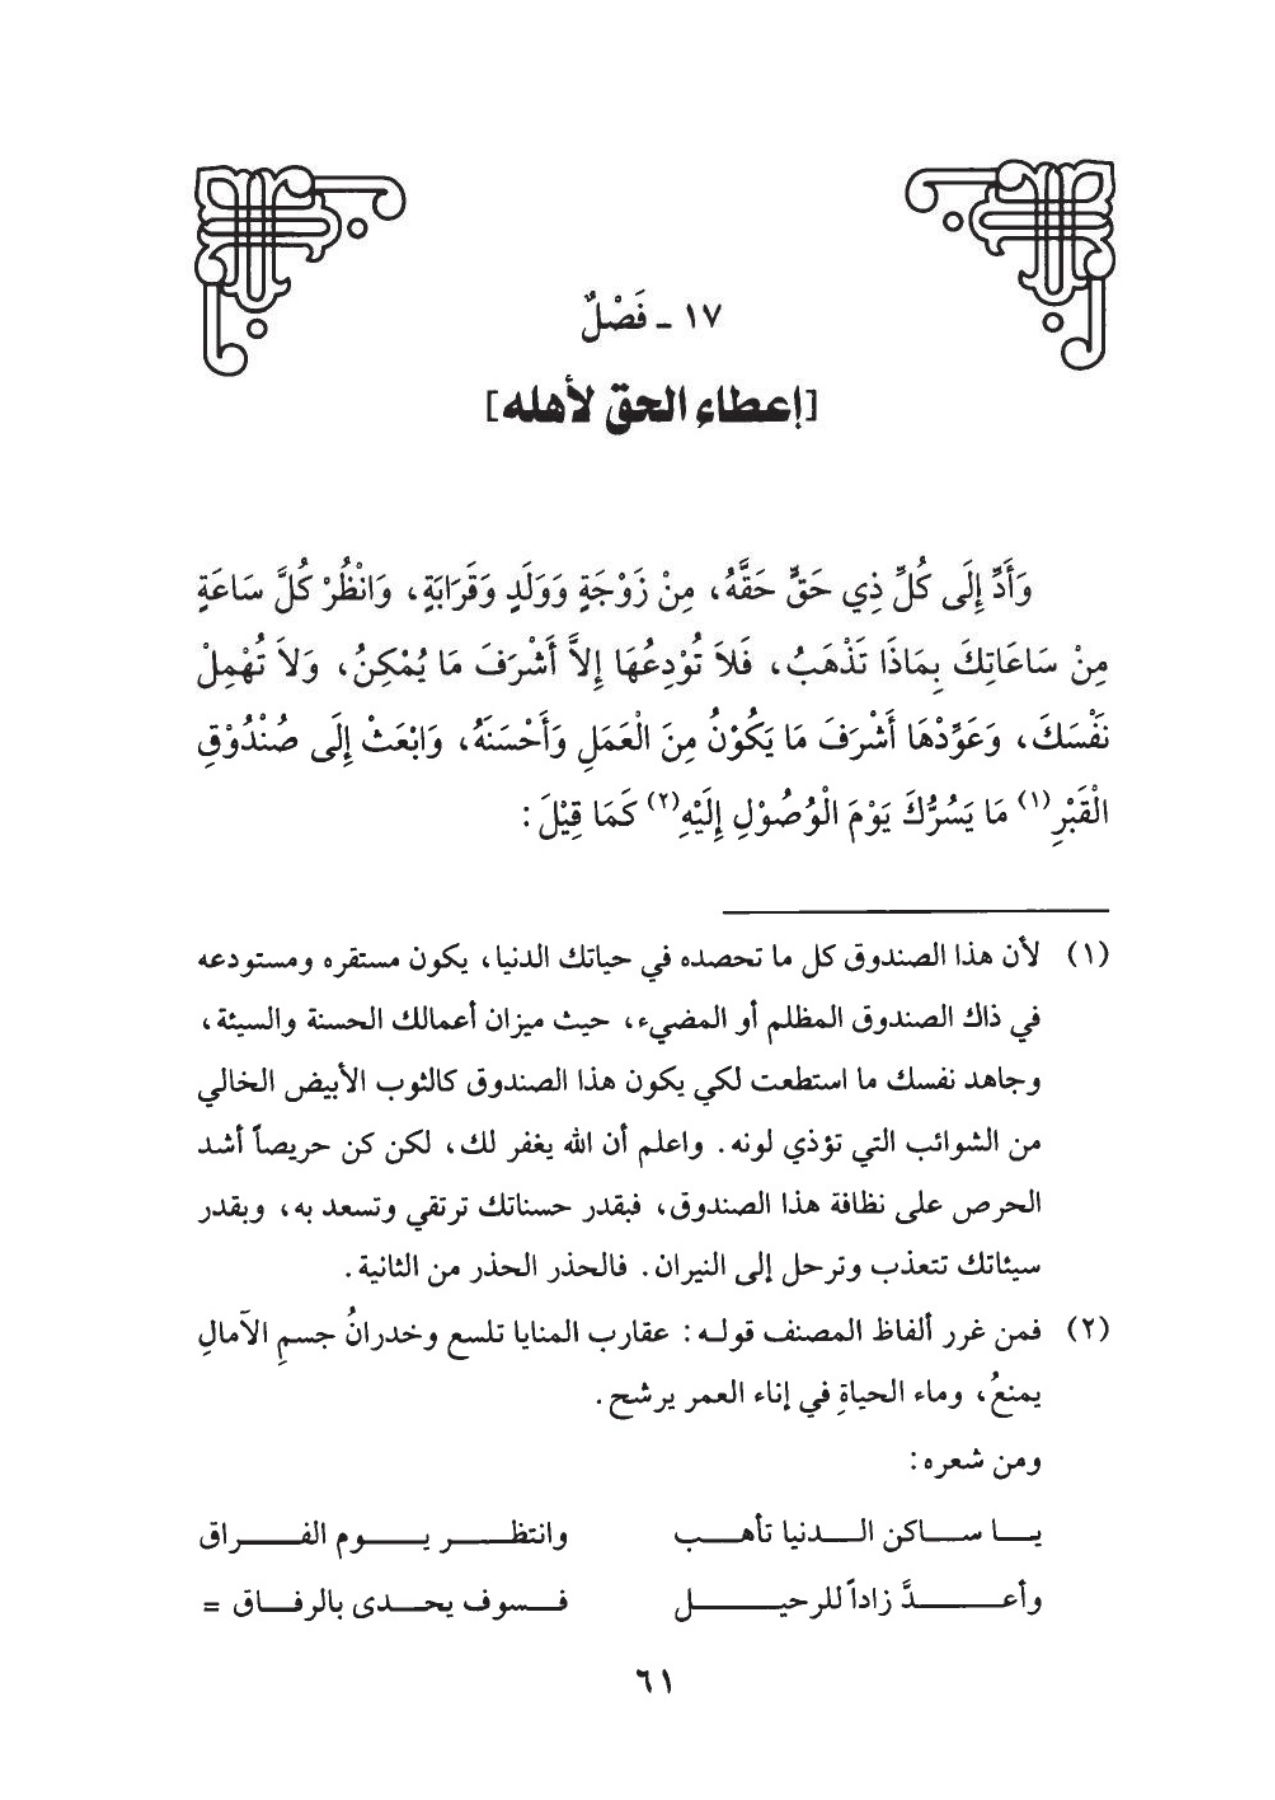 ١٧ - فَصْلٌ
[إعطاء الحق لأهله]
وَأَدِّ إِلَى كُلِّ ذِي حَقٍّ حَقَّهُ، مِنْ زَوْجَةٍ وَوَلَدٍ وَقَرَابَةٍ، وَانْظُرْ كُلَّ سَاعَةٍ
مِنْ سَاعَاتِكَ بِمَاذَا تَذْهَبُ، فَلاَ تُوْدِعُهَا إِلاَّ أَشْرَفَ مَا يُمْكِنُ، وَلاَ تُهْمِلْ
نَفْسَكَ، وَعَوِّدْهَا أَشْرَفَ مَا يَكُوْنُ مِنَ الْعَمَلِ وَأَحْسَنَهُ، وَابْعَثْ إِلَى صُنْدُوْقِ
الْقَبْرِ(١) مَا يَسُرُّكَ يَوْمَ الْوُصُوْلِ إِلَيْهِ(٢) كَمَا قِيْلَ:
(١) لأن هذا الصندوق كل ما تحصده في حياتك الدنيا، يكون مستقره ومستودعه
في ذاك الصندوق المظلم أو المضيء، حيث ميزان أعمالك الحسنة والسيئة،
وجاهد نفسك ما استطعت لكي يكون هذا الصندوق كالثوب الأبيض الخالي
من الشوائب التي تؤذي لونه. واعلم أن الله يغفر لك، لكن كن حريصاً أشد
الحرص على نظافة هذا الصندوق، فبقدر حسناتك ترتقي وتسعد به، وبقدر
سيئاتك تتعذب وترحل إلى النيران. فالحذر الحذر من الثانية.
(٢) فمن غرر ألفاظ المصنف قوله: عقارب المنايا تلسع وخدرانُ جسمِ الآمالِ
يمنعُ، وماء الحياةِ في إناء العمر يرشح.
ومن شعره:
يا ساكن الدنيا تأهب وانتظر يوم الفراق
وأعدَّ زاداً للرحيل فسوف يحدى بالرفاق =
٦١